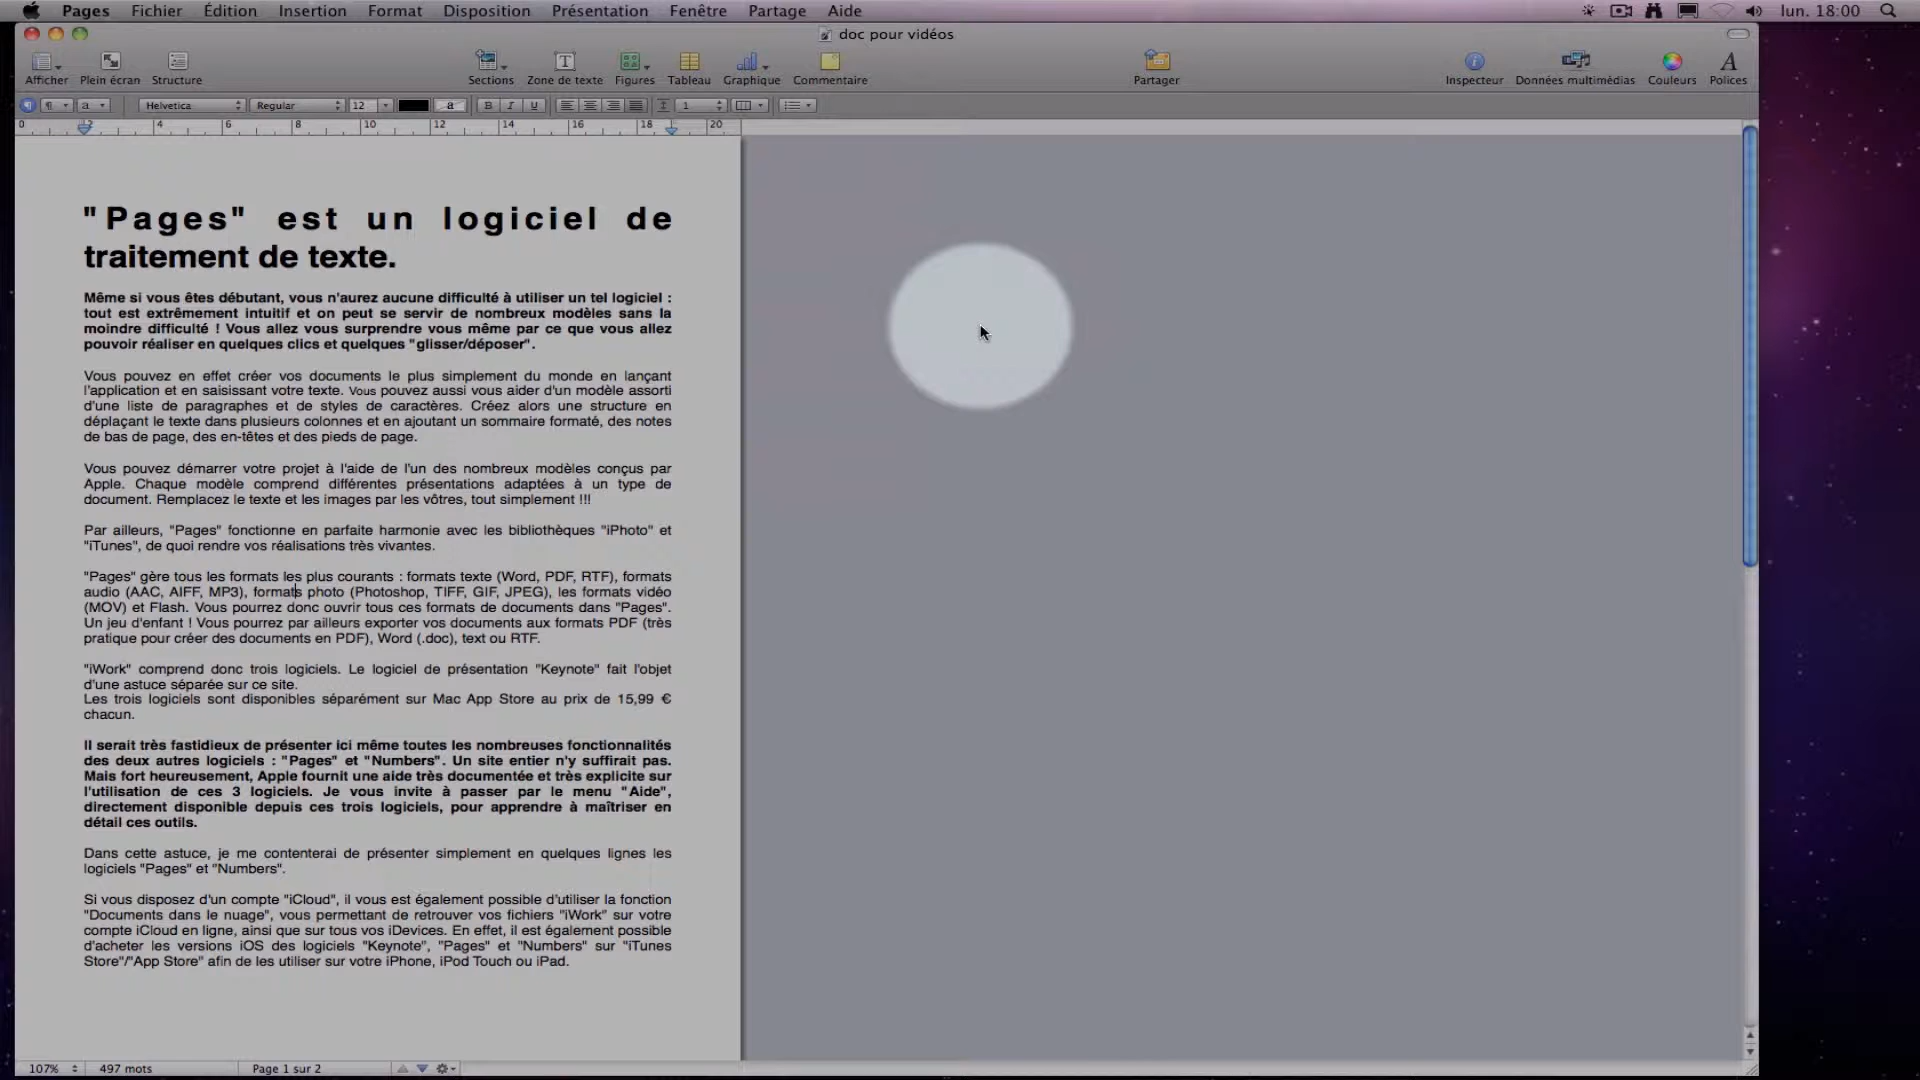 Pages Fichier Édition Insertion Format Disposition Présentation Fenêtre Partage Aide lun. 18:00
doc pour vidéos
Afficher Plein écran Structure Sections Zone de texte Figures Tableau Graphique Commentaire Partager Inspecteur Données multimédias Couleurs Polices
a Helvetica Regular 12 a B I U 1
0 2 4 6 8 10 12 14 16 18 20
"Pages" est un logiciel de
traitement de texte.
Même si vous êtes débutant, vous n'aurez aucune difficulté à utiliser un tel logiciel :
tout est extrêmement intuitif et on peut se servir de nombreux modèles sans la
moindre difficulté ! Vous allez vous surprendre vous même par ce que vous allez
pouvoir réaliser en quelques clics et quelques "glisser/déposer".
Vous pouvez en effet créer vos documents le plus simplement du monde en lançant
l'application et en saisissant votre texte. Vous pouvez aussi vous aider d'un modèle assorti
d'une liste de paragraphes et de styles de caractères. Créez alors une structure en
déplaçant le texte dans plusieurs colonnes et en ajoutant un sommaire formaté, des notes
de bas de page, des en-têtes et des pieds de page.
Vous pouvez démarrer votre projet à l'aide de l'un des nombreux modèles conçus par
Apple. Chaque modèle comprend différentes présentations adaptées à un type de
document. Remplacez le texte et les images par les vôtres, tout simplement !!!
Par ailleurs, "Pages" fonctionne en parfaite harmonie avec les bibliothèques "iPhoto" et
"iTunes", de quoi rendre vos réalisations très vivantes.
"Pages" gère tous les formats les plus courants : formats texte (Word, PDF, RTF), formats
audio (AAC, AIFF, MP3), formats photo (Photoshop, TIFF, GIF, JPEG), les formats vidéo
(MOV) et Flash. Vous pourrez donc ouvrir tous ces formats de documents dans "Pages".
Un jeu d'enfant ! Vous pourrez par ailleurs exporter vos documents aux formats PDF (très
pratique pour créer des documents en PDF), Word (.doc), text ou RTF.
"iWork" comprend donc trois logiciels. Le logiciel de présentation "Keynote" fait l'objet
d'une astuce séparée sur ce site.
Les trois logiciels sont disponibles séparément sur Mac App Store au prix de 15,99 €
chacun.
Il serait très fastidieux de présenter ici même toutes les nombreuses fonctionnalités
des deux autres logiciels : "Pages" et "Numbers". Un site entier n'y suffirait pas.
Mais fort heureusement, Apple fournit une aide très documentée et très explicite sur
l'utilisation de ces 3 logiciels. Je vous invite à passer par le menu "Aide",
directement disponible depuis ces trois logiciels, pour apprendre à maîtriser en
détail ces outils.
Dans cette astuce, je me contenterai de présenter simplement en quelques lignes les
logiciels "Pages" et "Numbers".
Si vous disposez d'un compte "iCloud", il vous est également possible d'utiliser la fonction
"Documents dans le nuage", vous permettant de retrouver vos fichiers "iWork" sur votre
compte iCloud en ligne, ainsi que sur tous vos iDevices. En effet, il est également possible
d'acheter les versions iOS des logiciels "Keynote", "Pages" et "Numbers" sur "iTunes
Store"/"App Store" afin de les utiliser sur votre iPhone, iPod Touch ou iPad.
107% 497 mots Page 1 sur 2